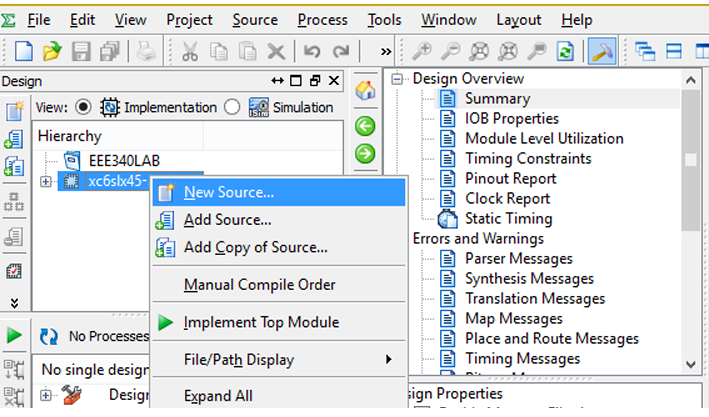 File Edit View Project Source Process Tools Window Layout Help
Design
View: Implementation Simulation
Hierarchy
EEE340LAB
xc6slx45-
New Source...
Add Source...
Add Copy of Source...
Manual Compile Order
Implement Top Module
File/Path Display
Expand All
No Processes
No single design
Design
Design Overview
Summary
IOB Properties
Module Level Utilization
Timing Constraints
Pinout Report
Clock Report
Static Timing
Errors and Warnings
Parser Messages
Synthesis Messages
Translation Messages
Map Messages
Place and Route Messages
Timing Messages
sign Properties